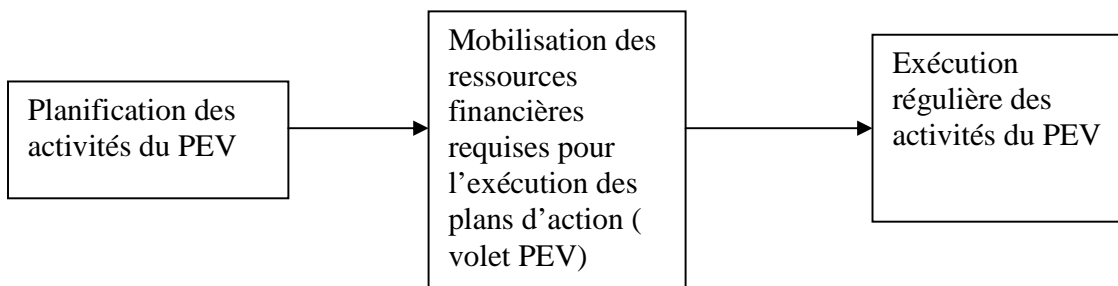 Planification des
activités du PEV
Mobilisation des
ressources
financières
requises pour
l’exécution des
plans d’action (
volet PEV)
Exécution
régulière des
activités du PEV